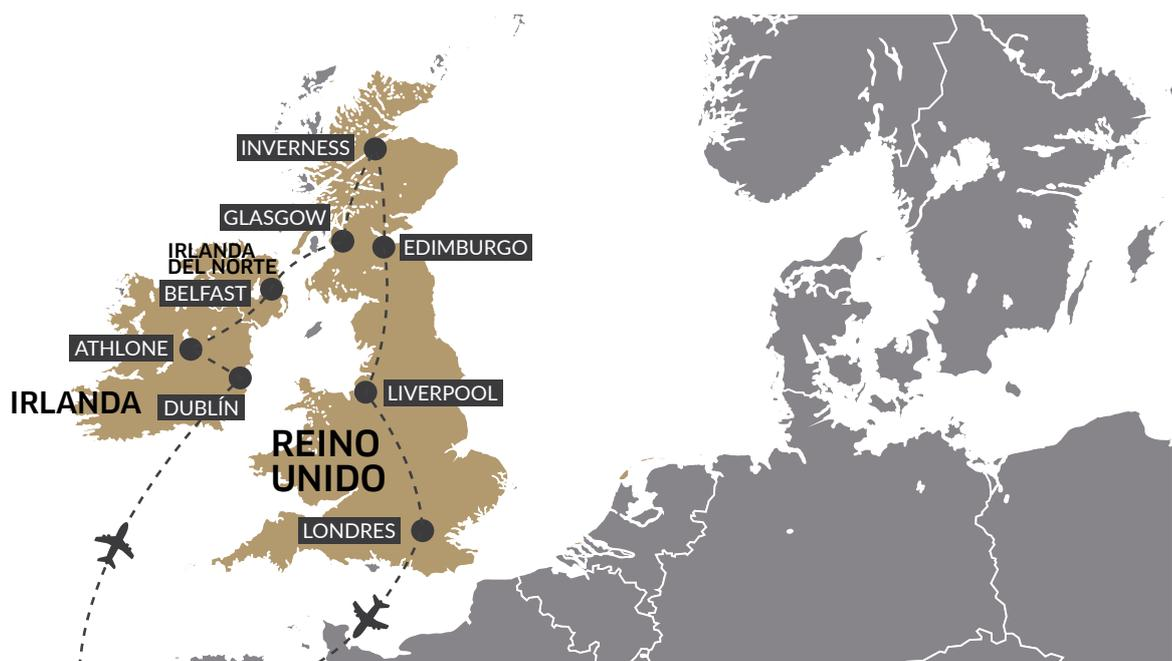 INVERNESS
GLASGOW
EDIMBURGO
IRLANDA
DEL NORTE
BELFAST
ATHLONE
IRLANDA
DUBLÍN
LIVERPOOL
REINO
UNIDO
LONDRES